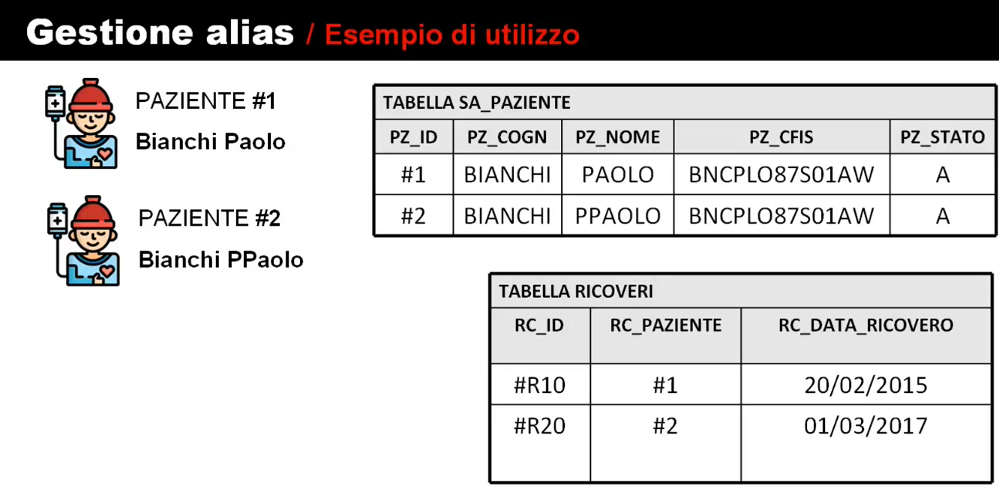 Gestione alias / Esempio di utilizzo
PAZIENTE #1
Bianchi Paolo
PAZIENTE #2
Bianchi PPaolo
TABELLA SA_PAZIENTE
PZ_ID PZ_COGN PZ_NOME PZ_CFIS PZ_STATO
#1 BIANCHI PAOLO BNCPLO87S01AW A
#2 BIANCHI PPAOLO BNCPLO87S01AW A
TABELLA RICOVERI
RC_ID RC_PAZIENTE RC_DATA_RICOVERO
#R10 #1 20/02/2015
#R20 #2 01/03/2017